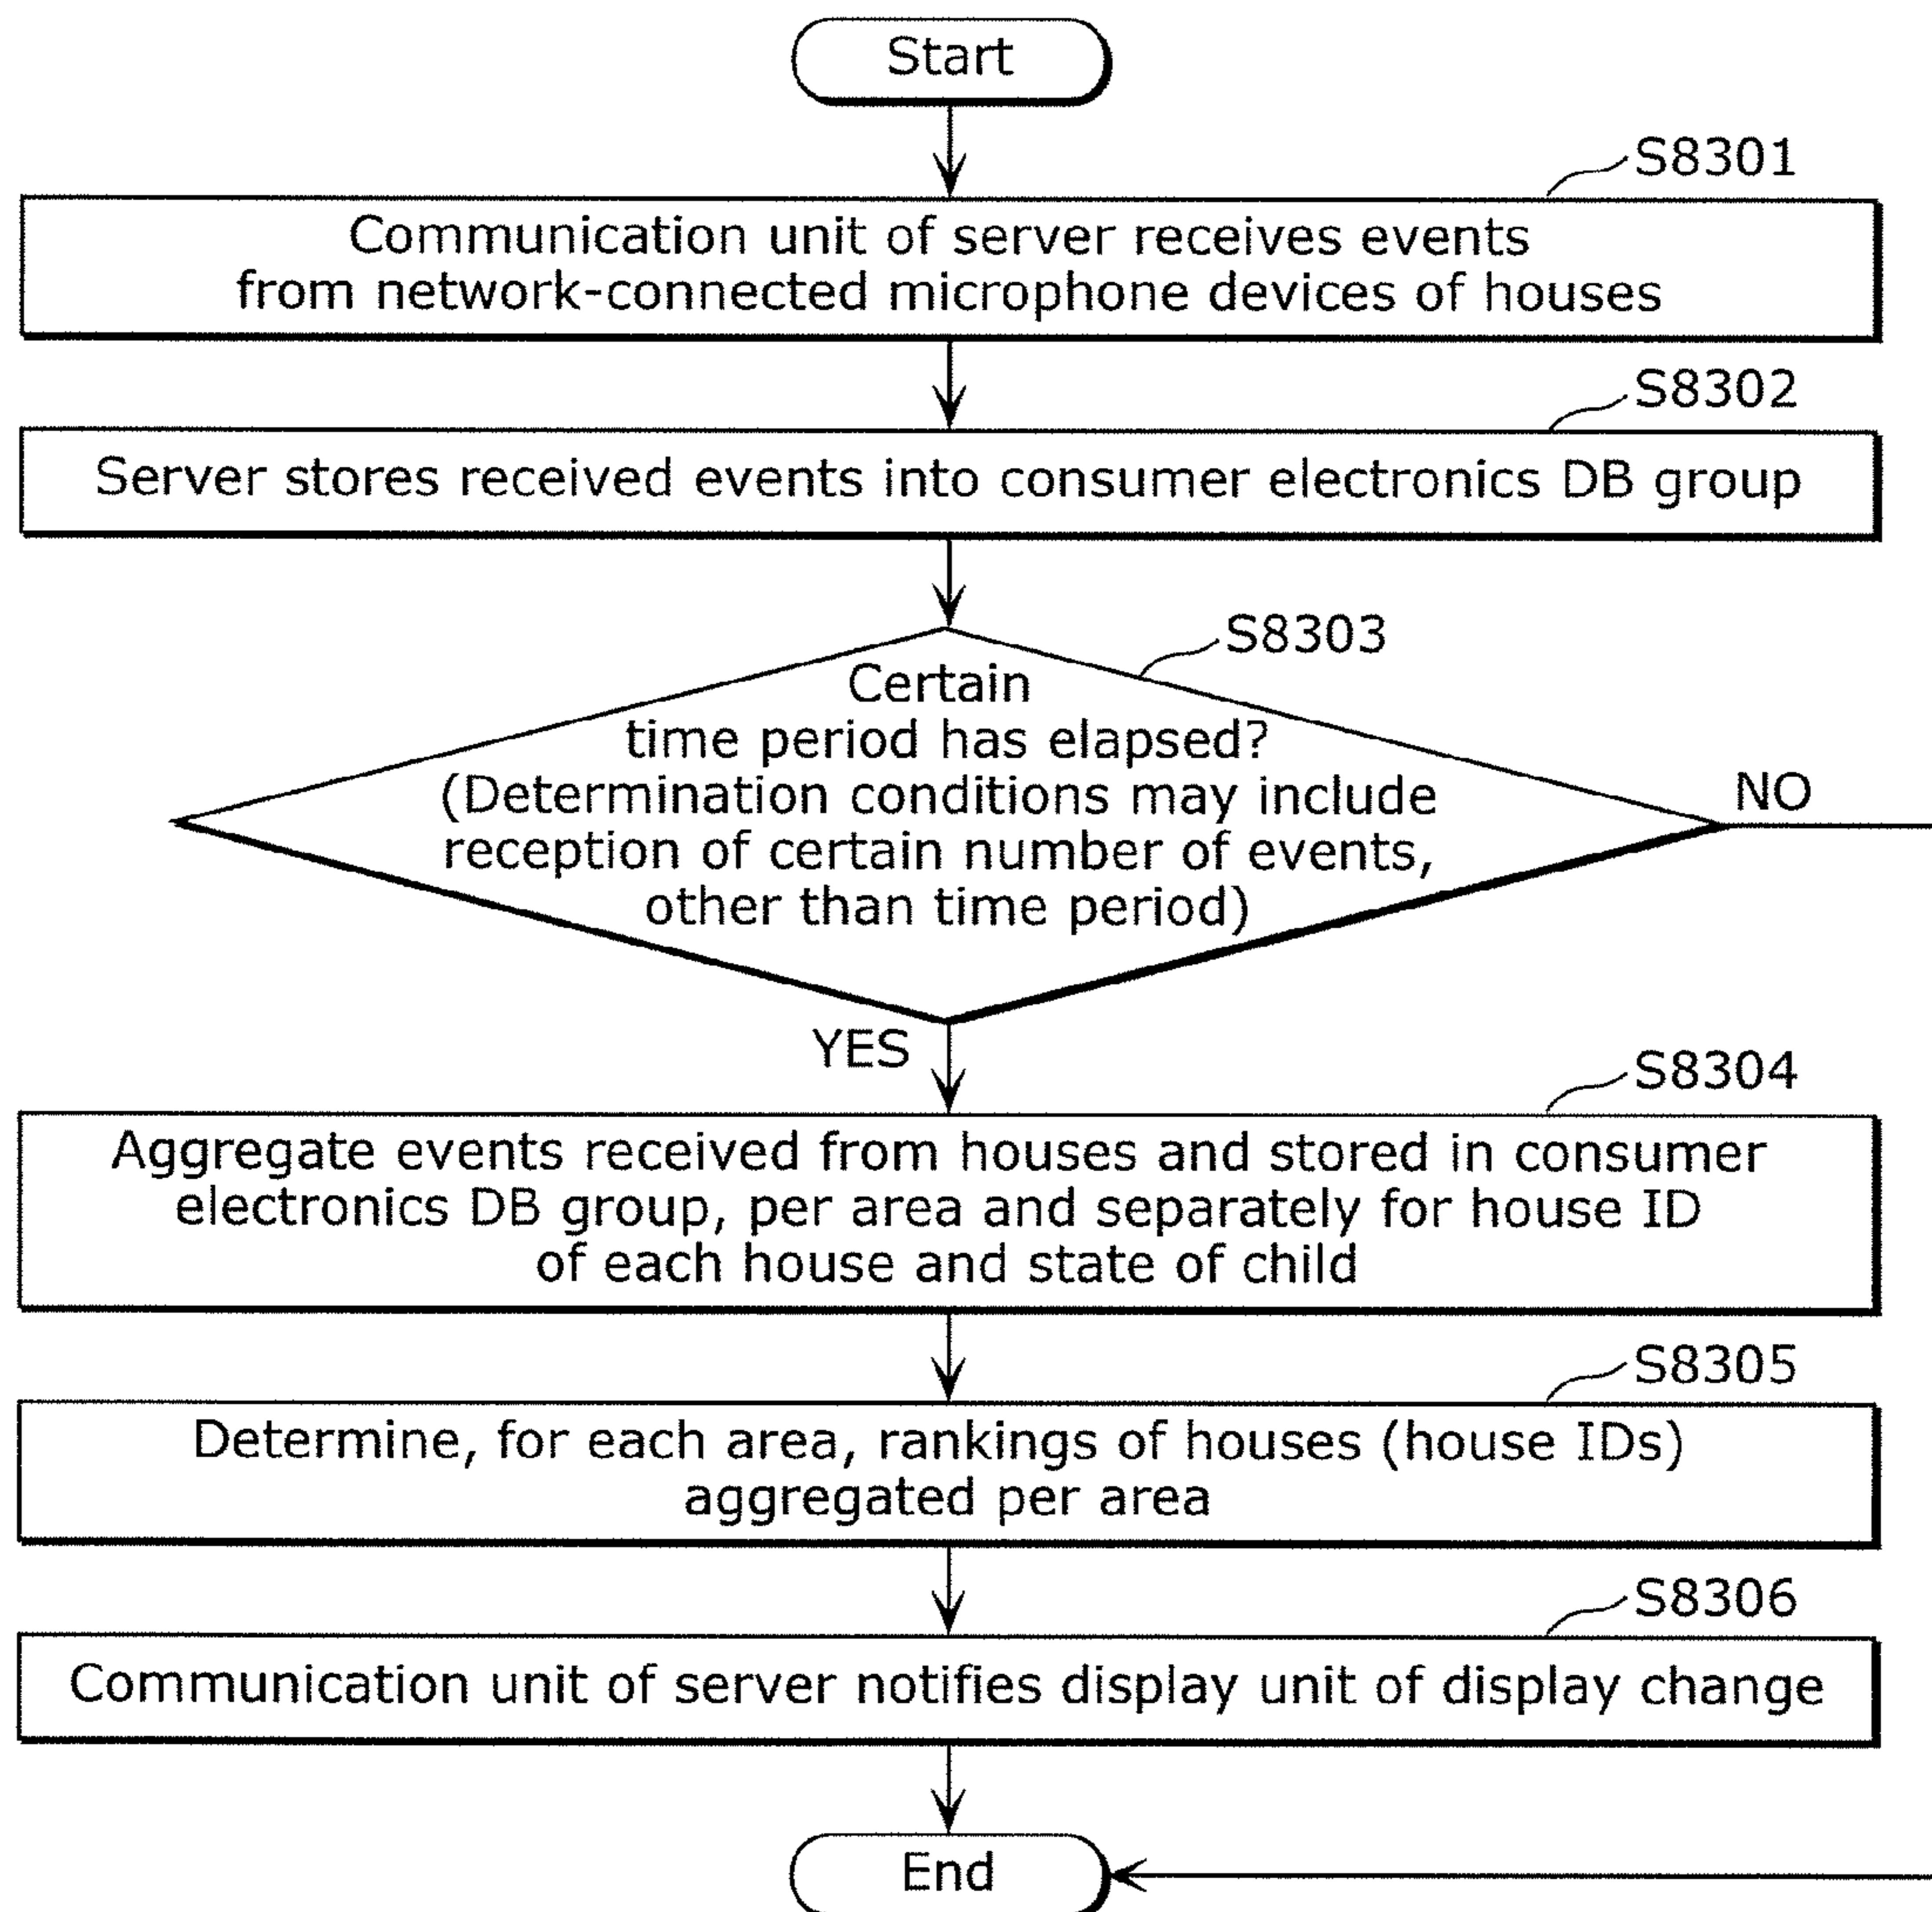 Start
S8301
Communication unit of server receives events
from network-connected microphone devices of houses
S8302
Server stores received events into consumer electronics DB group
S8303
Certain
time period has elapsed?
(Determination conditions may include
reception of certain number of events,
other than time period)
NO
YES
S8304
Aggregate events received from houses and stored in consumer
electronics DB group, per area and separately for house ID
of each house and state of child
S8305
Determine, for each area, rankings of houses (house IDs)
aggregated per area
S8306
Communication unit of server notifies display unit of display change
End